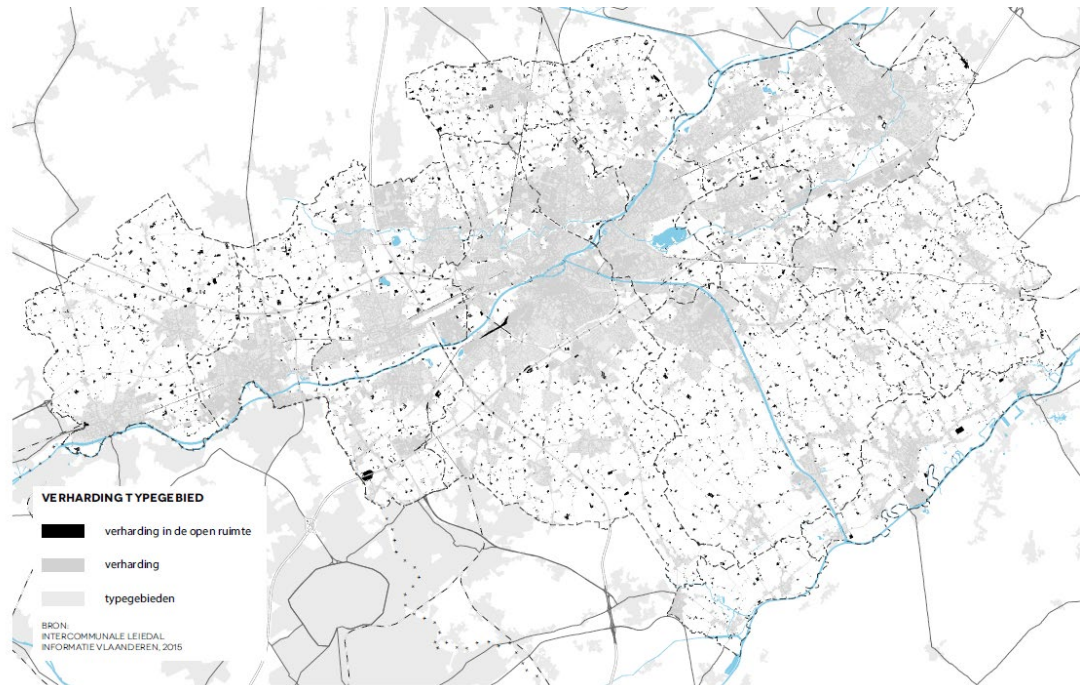 VERHARDING TYPEGEBIED
verharding in de open ruimte
verharding
typegebieden
BRON:
INTERCOMMUNALE LEIEDAL
INFORMATIE VLAANDEREN, 2015